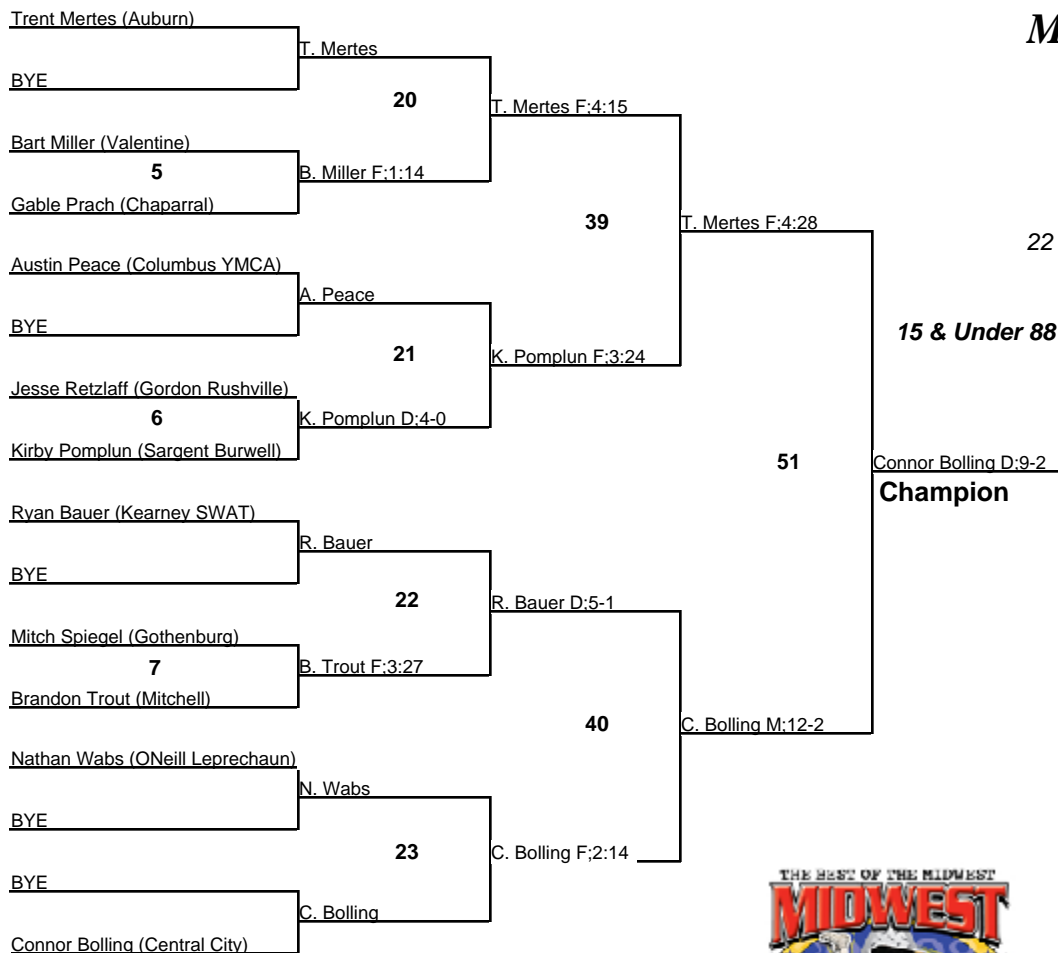 Trent Mertes (Auburn)
M
T. Mertes
BYE
20
T. Mertes F;4:15
Bart Miller (Valentine)
5
B. Miller F;1:14
Gable Prach (Chaparral)
39
T. Mertes F;4:28
22
Austin Peace (Columbus YMCA)
A. Peace
BYE
15 & Under 88
21
K. Pomplun F;3:24
Jesse Retzlaff (Gordon Rushville)
6
K. Pomplun D;4-0
Kirby Pomplun (Sargent Burwell)
51
Connor Bolling D;9-2
Champion
Ryan Bauer (Kearney SWAT)
R. Bauer
BYE
22
R. Bauer D;5-1
Mitch Spiegel (Gothenburg)
7
B. Trout F;3:27
Brandon Trout (Mitchell)
40
C. Bolling M;12-2
Nathan Wabs (ONeill Leprechaun)
N. Wabs
BYE
23
C. Bolling F;2:14
BYE
C. Bolling
Connor Bolling (Central City)
THE BEST OF THE MIDWEST
MIDWEST